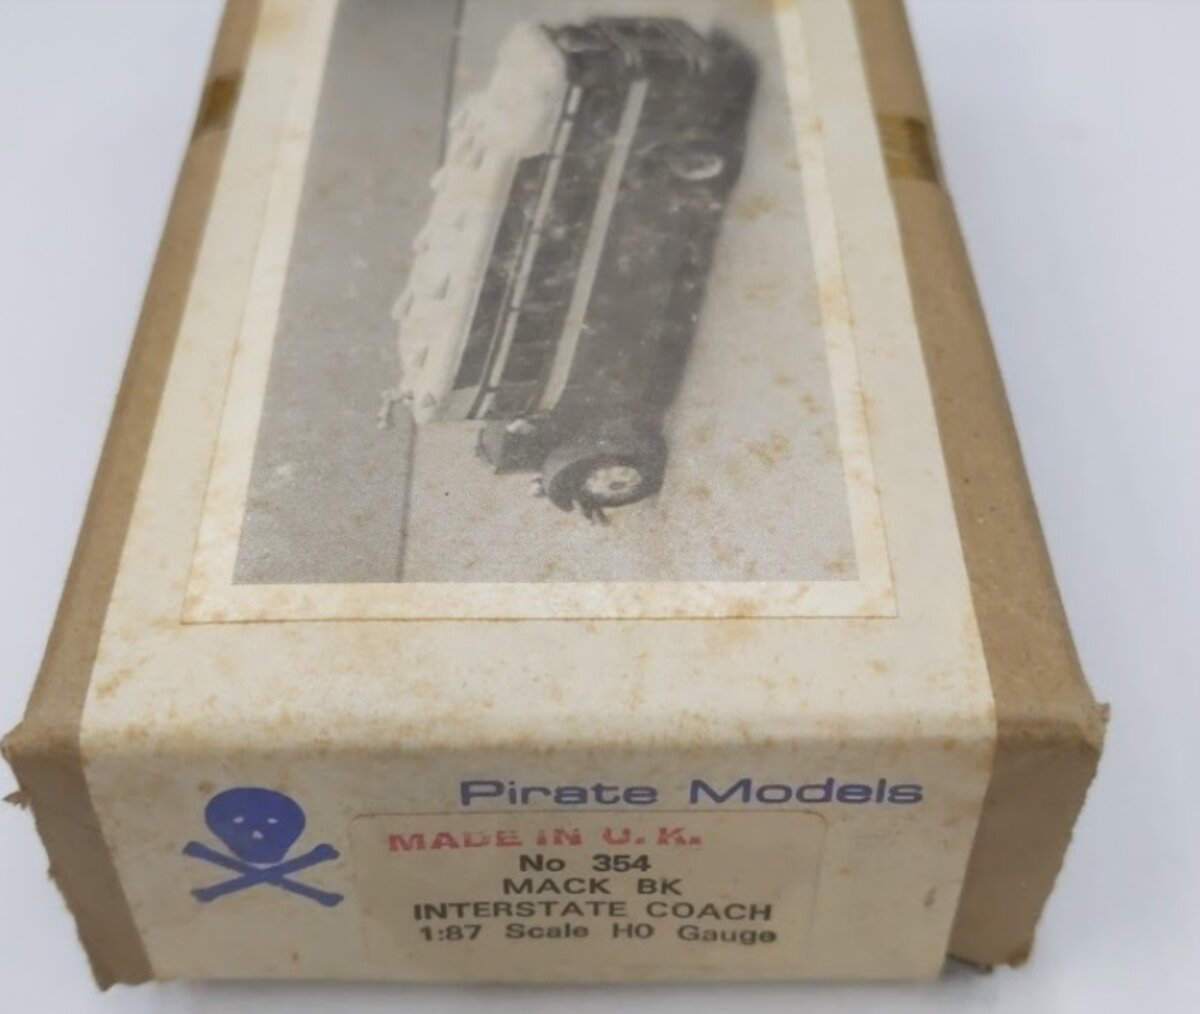 Pirate Models
MADE IN U.K.
No 354
MACK BK
INTERSTATE COACH
1:87 Scale HO Gauge